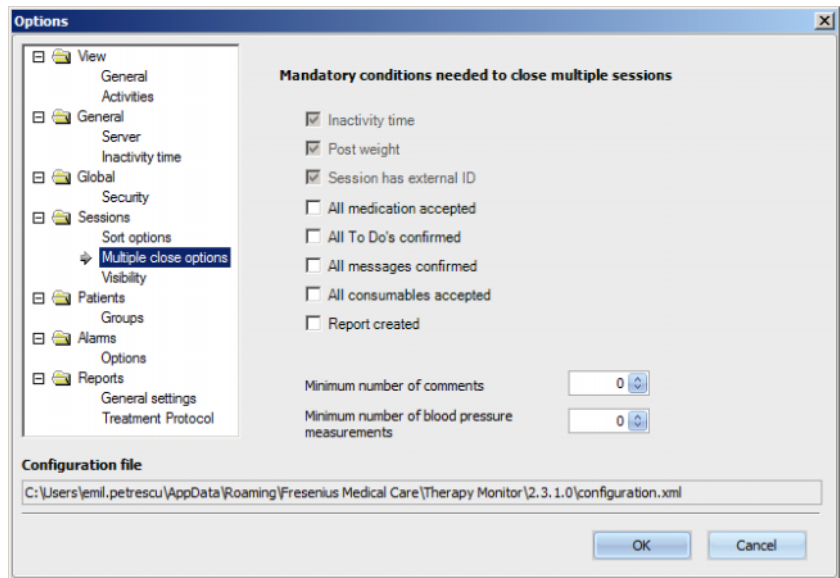 Options
View
General
Activities
General
Server
Inactivity time
Global
Security
Sessions
Sort options
Multiple close options
Visibility
Patients
Groups
Alarms
Options
Reports
General settings
Treatment Protocol
Mandatory conditions needed to close multiple sessions
Inactivity time
Post weight
Session has external ID
All medication accepted
All To Do's confirmed
All messages confirmed
All consumables accepted
Report created
Minimum number of comments 0
Minimum number of blood pressure
measurements 0
Configuration file
C:\Users\emil.petrescu\AppData\Roaming\Fresenius Medical Care\Therapy Monitor\2.3.1.0\configuration.xml
OK Cancel